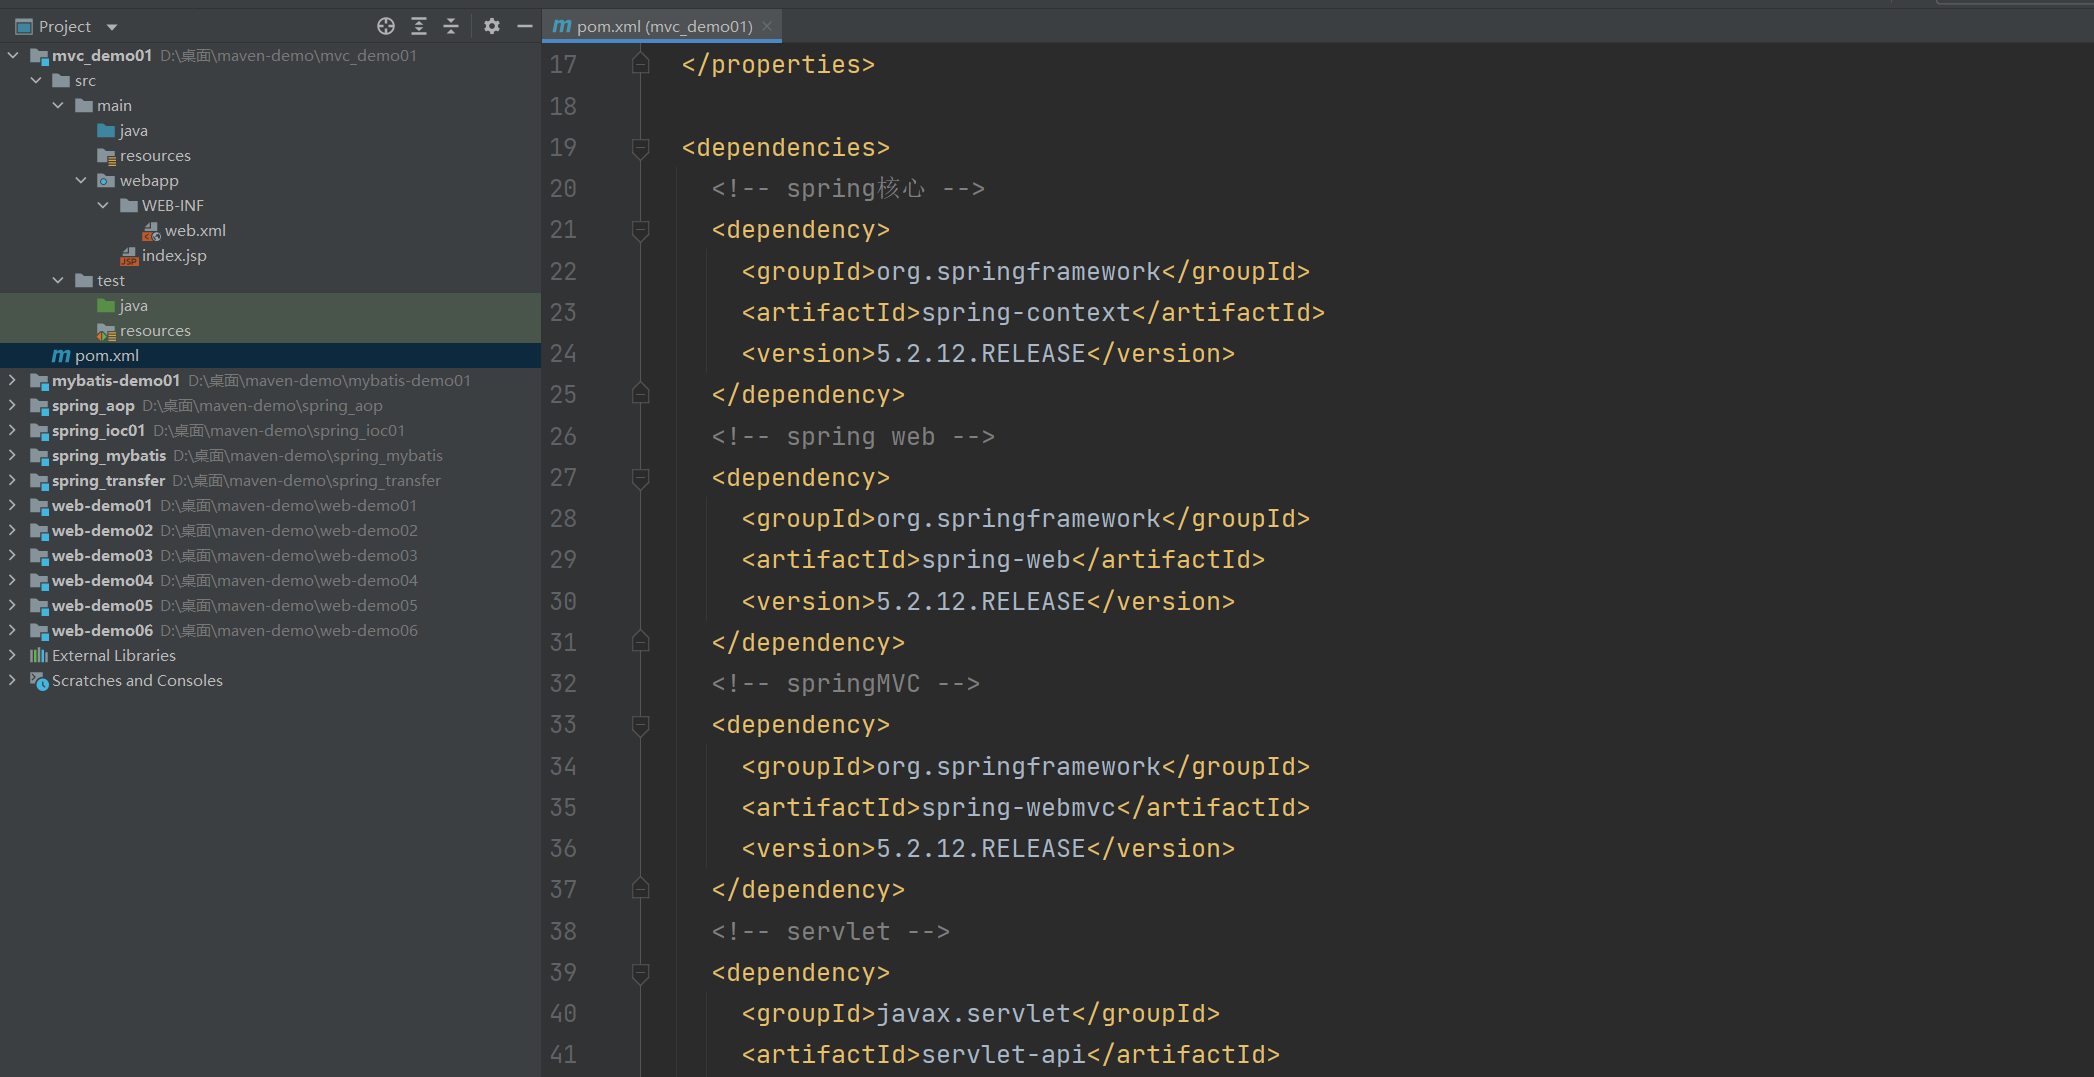 Project
mvc_demo01 D:\桌面\maven-demo\mvc_demo01
src
main
java
resources
webapp
WEB-INF
web.xml
index.jsp
test
java
resources
pom.xml
mybatis-demo01 D:\桌面\maven-demo\mybatis-demo01
spring_aop D:\桌面\maven-demo\spring_aop
spring_ioc01 D:\桌面\maven-demo\spring_ioc01
spring_mybatis D:\桌面\maven-demo\spring_mybatis
spring_transfer D:\桌面\maven-demo\spring_transfer
web-demo01 D:\桌面\maven-demo\web-demo01
web-demo02 D:\桌面\maven-demo\web-demo02
web-demo03 D:\桌面\maven-demo\web-demo03
web-demo04 D:\桌面\maven-demo\web-demo04
web-demo05 D:\桌面\maven-demo\web-demo05
web-demo06 D:\桌面\maven-demo\web-demo06
External Libraries
Scratches and Consoles
pom.xml (mvc_demo01)
17 </properties>
18
19 <dependencies>
20 <!-- spring核心 -->
21 <dependency>
22 <groupId>org.springframework</groupId>
23 <artifactId>spring-context</artifactId>
24 <version>5.2.12.RELEASE</version>
25 </dependency>
26 <!-- spring web -->
27 <dependency>
28 <groupId>org.springframework</groupId>
29 <artifactId>spring-web</artifactId>
30 <version>5.2.12.RELEASE</version>
31 </dependency>
32 <!-- springMVC -->
33 <dependency>
34 <groupId>org.springframework</groupId>
35 <artifactId>spring-webmvc</artifactId>
36 <version>5.2.12.RELEASE</version>
37 </dependency>
38 <!-- servlet -->
39 <dependency>
40 <groupId>javax.servlet</groupId>
41 <artifactId>servlet-api</artifactId>